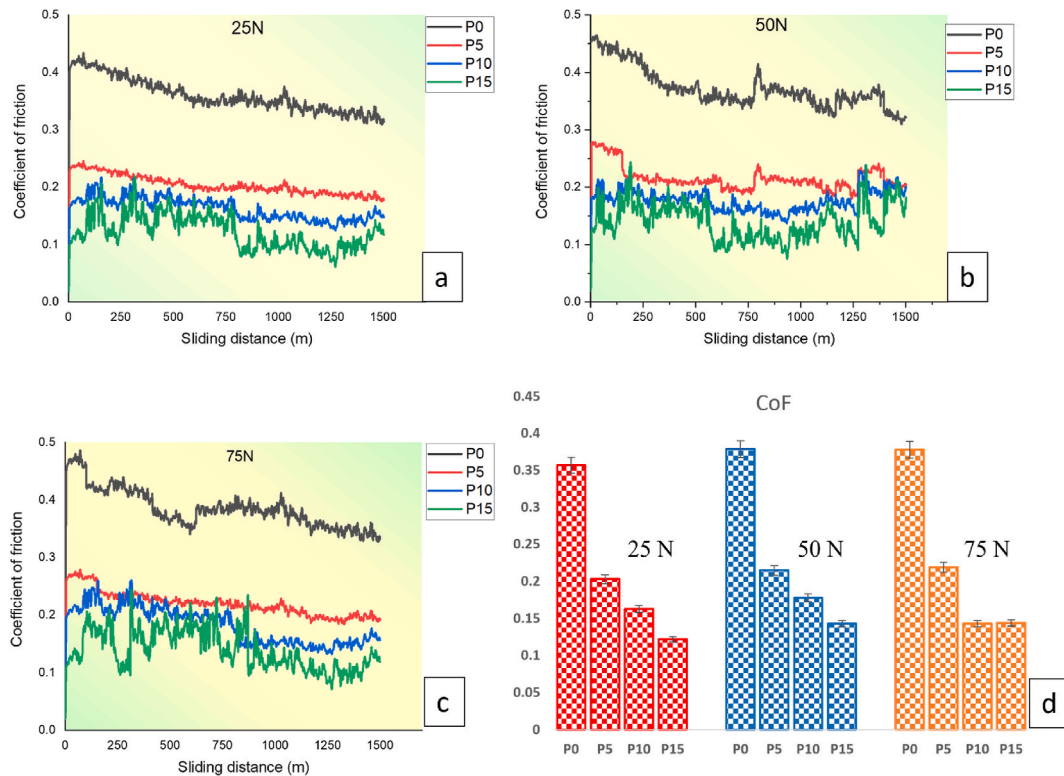 25N
P0
P5
P10
P15
0.5
0.4
0.3
0.2
0.1
0.0
Coefficient of friction
0 250 500 750 1000 1250 1500
Sliding distance (m)
a
50N
P0
P5
P10
P15
0.5
0.4
0.3
0.2
0.1
0.0
Coefficient of friction
0 250 500 750 1000 1250 1500
Sliding distance (m)
b
75N
P0
P5
P10
P15
0.5
0.4
0.3
0.2
0.1
0.0
Coefficient of friction
0 250 500 750 1000 1250 1500
Sliding distance (m)
c
CoF
0.45
0.4
0.35
0.3
0.25
0.2
0.15
0.1
0.05
0
25 N 50 N 75 N
P0 P5 P10 P15 P0 P5 P10 P15 P0 P5 P10 P15
d